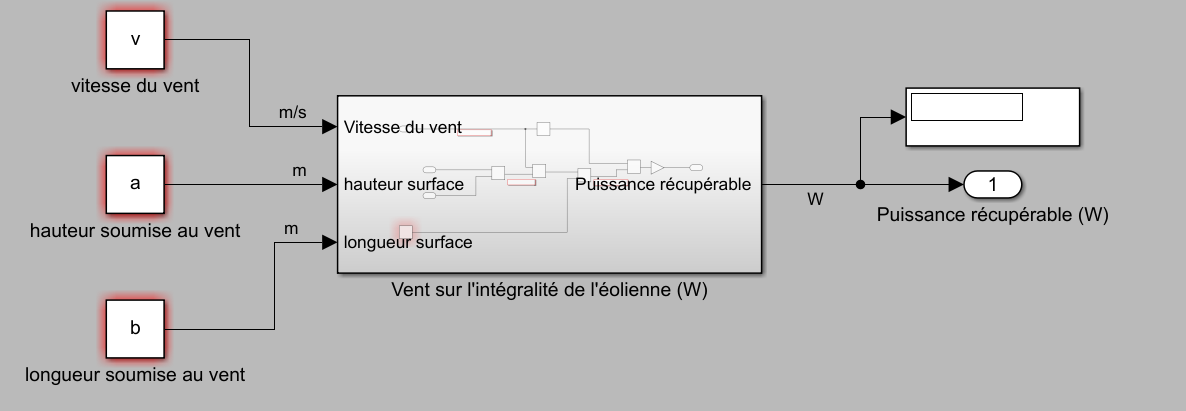 v
vitesse du vent
m/s
Vitesse du vent
a
hauteur soumise au vent
m
hauteur surface
Puissance récupérable
W
1
Puissance récupérable (W)
m
longueur surface
Vent sur l'intégralité de l'éolienne (W)
b
longueur soumise au vent